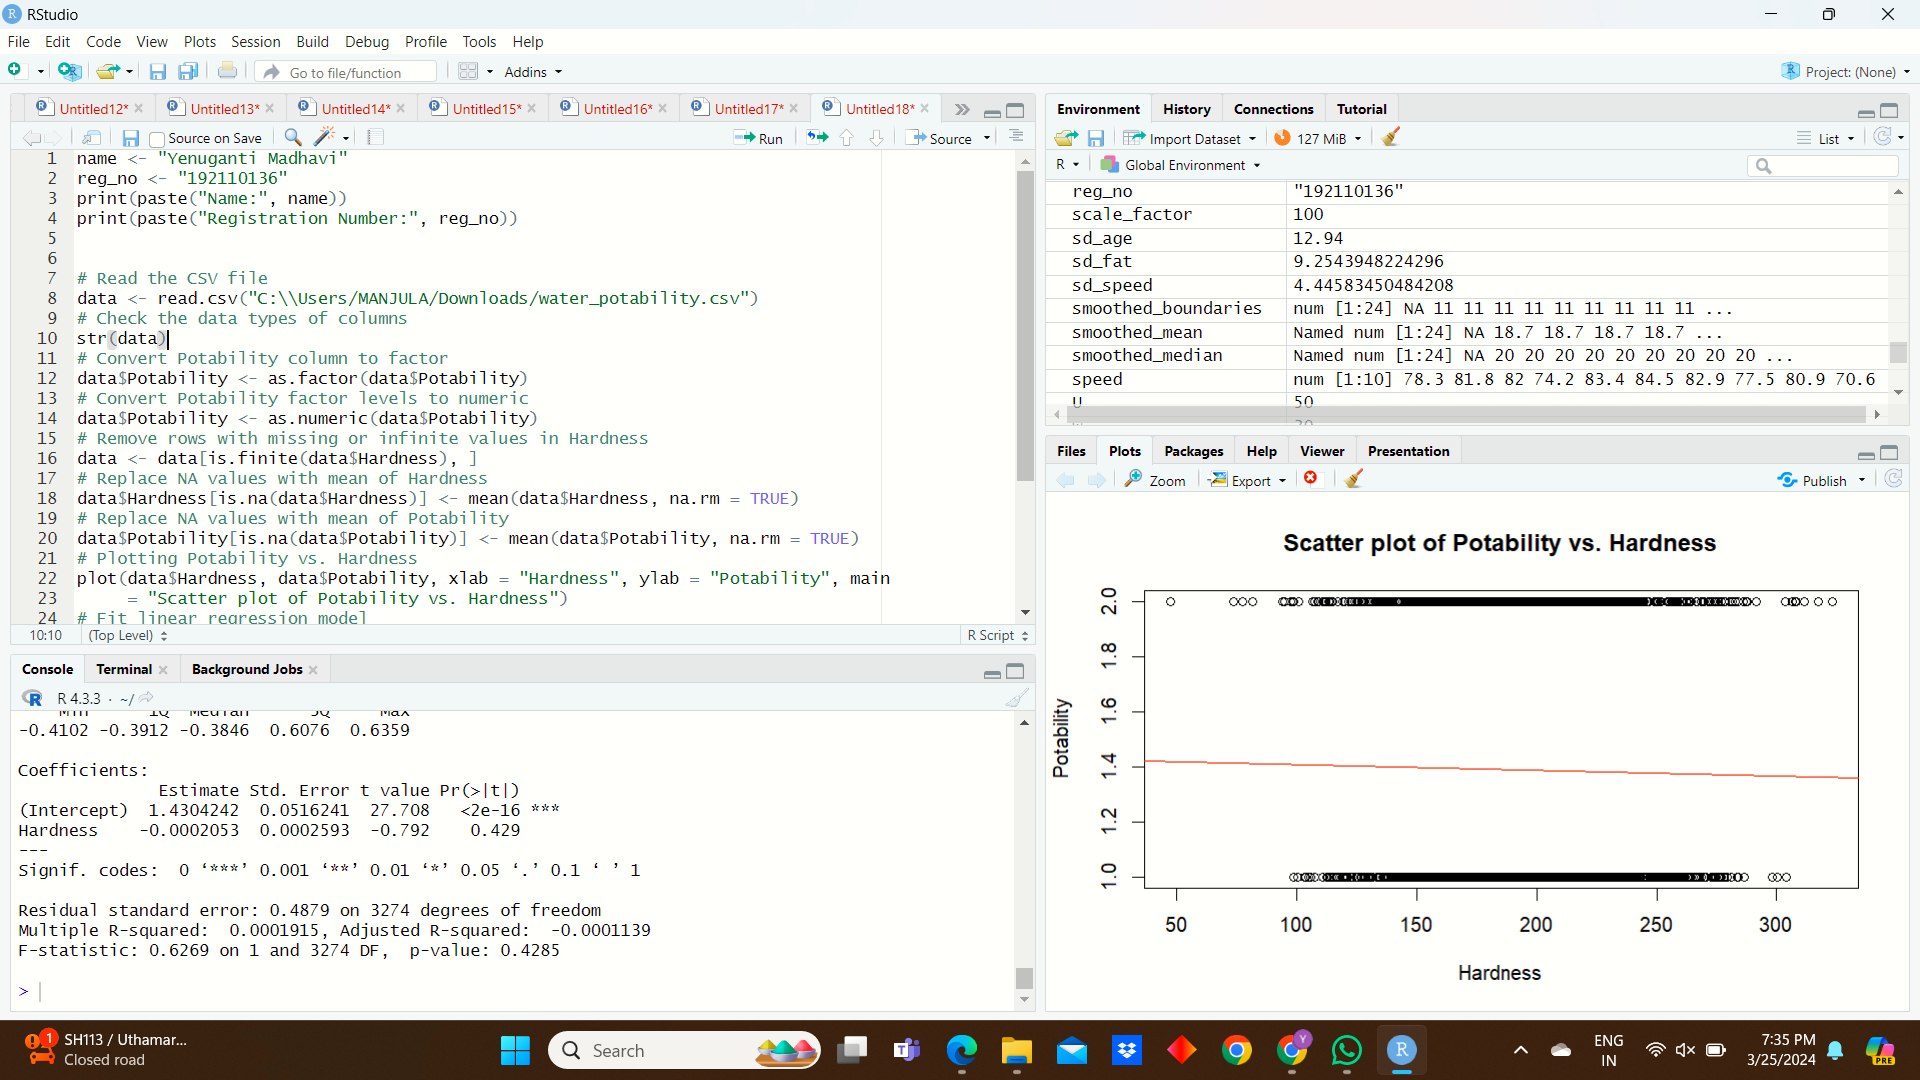 RStudio
File Edit Code View Plots Session Build Debug Profile Tools Help
Go to file/function Addins Project: (None)
Untitled12* Untitled13* Untitled14* Untitled15* Untitled16* Untitled17* Untitled18*
Source on Save Run Source
1 name <- "Yenuganti Madhavi"
2 reg_no <- "192110136"
3 print(paste("Name:", name))
4 print(paste("Registration Number:", reg_no))
5
6
7 # Read the CSV file
8 data <- read.csv("C:\\Users/MANJULA/Downloads/water_potability.csv")
9 # Check the data types of columns
10 str(data)
11 # Convert Potability column to factor
12 data$Potability <- as.factor(data$Potability)
13 # Convert Potability factor levels to numeric
14 data$Potability <- as.numeric(data$Potability)
15 # Remove rows with missing or infinite values in Hardness
16 data <- data[is.finite(data$Hardness), ]
17 # Replace NA values with mean of Hardness
18 data$Hardness[is.na(data$Hardness)] <- mean(data$Hardness, na.rm = TRUE)
19 # Replace NA values with mean of Potability
20 data$Potability[is.na(data$Potability)] <- mean(data$Potability, na.rm = TRUE)
21 # Plotting Potability vs. Hardness
22 plot(data$Hardness, data$Potability, xlab = "Hardness", ylab = "Potability", main
23 = "Scatter plot of Potability vs. Hardness")
24 # Fit linear regression model
10:10 (Top Level) R Script
Console Terminal Background Jobs
R 4.3.3 · ~/
Min 1Q Median 3Q Max
-0.4102 -0.3912 -0.3846 0.6076 0.6359
Coefficients:
Estimate Std. Error t value Pr(>|t|)
(Intercept) 1.4304242 0.0516241 27.708 <2e-16 ***
Hardness -0.0002053 0.0002593 -0.792 0.429
---
Signif. codes: 0 ‘***’ 0.001 ‘**’ 0.01 ‘*’ 0.05 ‘.’ 0.1 ‘ ’ 1
Residual standard error: 0.4879 on 3274 degrees of freedom
Multiple R-squared: 0.0001915, Adjusted R-squared: -0.0001139
F-statistic: 0.6269 on 1 and 3274 DF, p-value: 0.4285
>
Environment History Connections Tutorial
Import Dataset 127 MiB List
R Global Environment
reg_no "192110136"
scale_factor 100
sd_age 12.94
sd_fat 9.2543948224296
sd_speed 4.44583450484208
smoothed_boundaries num [1:24] NA 11 11 11 11 11 11 11 11 11 ...
smoothed_mean Named num [1:24] NA 18.7 18.7 18.7 18.7 ...
smoothed_median Named num [1:24] NA 20 20 20 20 20 20 20 20 20 ...
speed num [1:10] 78.3 81.8 82 74.2 83.4 84.5 82.9 77.5 80.9 70.6
U 50
Files Plots Packages Help Viewer Presentation
Zoom Export Publish
Scatter plot of Potability vs. Hardness
Potability
2.0
1.8
1.6
1.4
1.2
1.0
50 100 150 200 250 300
Hardness
1
SH113 / Uthamar...
Closed road
Search
Y
ENG
IN
7:35 PM
3/25/2024
PRE